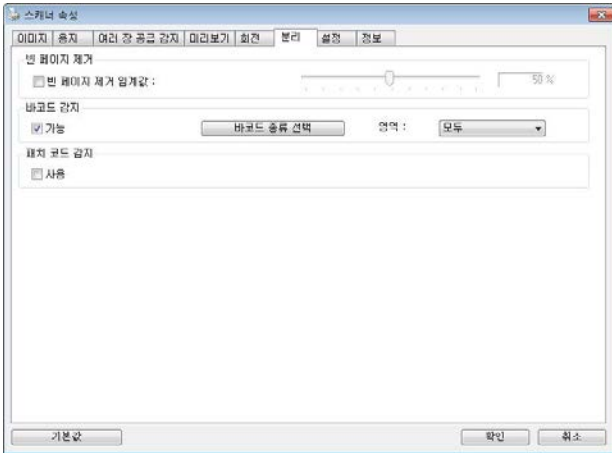 스캐너 속성
이미지 용지 여러 장 공급 감지 미리보기 회전 분리 설정 정보
빈 페이지 제거
빈 페이지 제거 임계값 : 50 %
바코드 감지
가능 바코드 종류 선택 영역 : 모두
패치 코드 감지
사용
기본값 확인 취소